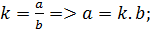 k = a/b => a = k.b;